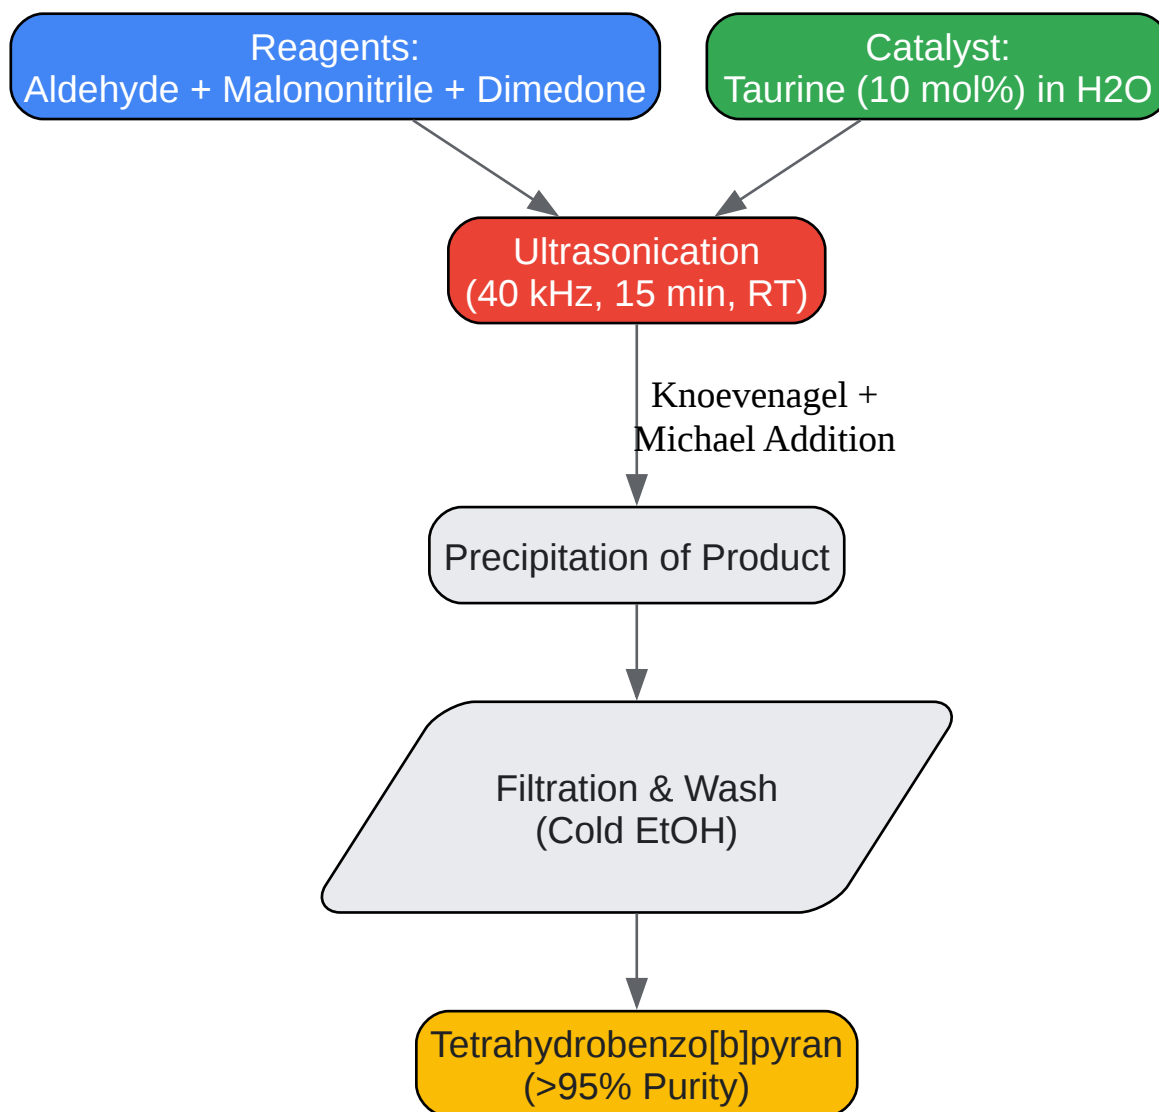 Reagents:
Aldehyde + Malononitrile + Dimedone
Catalyst:
Taurine (10 mol%) in H2O
Ultrasonication
(40 kHz, 15 min, RT)
Knoevenagel +
Michael Addition
Precipitation of Product
Filtration & Wash
(Cold EtOH)
Tetrahydrobenzo[b]pyran
(>95% Purity)